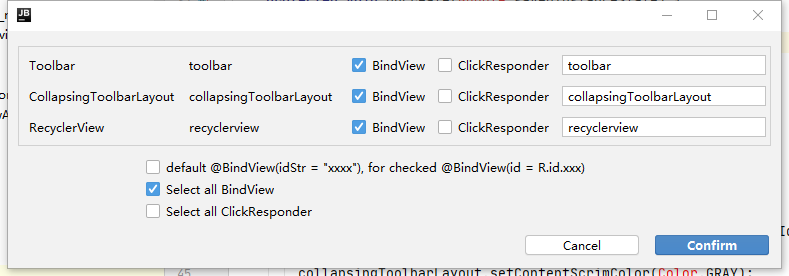 JB
Toolbar toolbar BindView ClickResponder toolbar
CollapsingToolbarLayout collapsingToolbarLayout BindView ClickResponder collapsingToolbarLayout
RecyclerView recyclerview BindView ClickResponder recyclerview
default @BindView(idStr = "xxxx"), for checked @BindView(id = R.id.xxx)
Select all BindView
Select all ClickResponder
Cancel Confirm
45 collapsingToolbarLayout.setContentScrimColor(Color.GRAY);